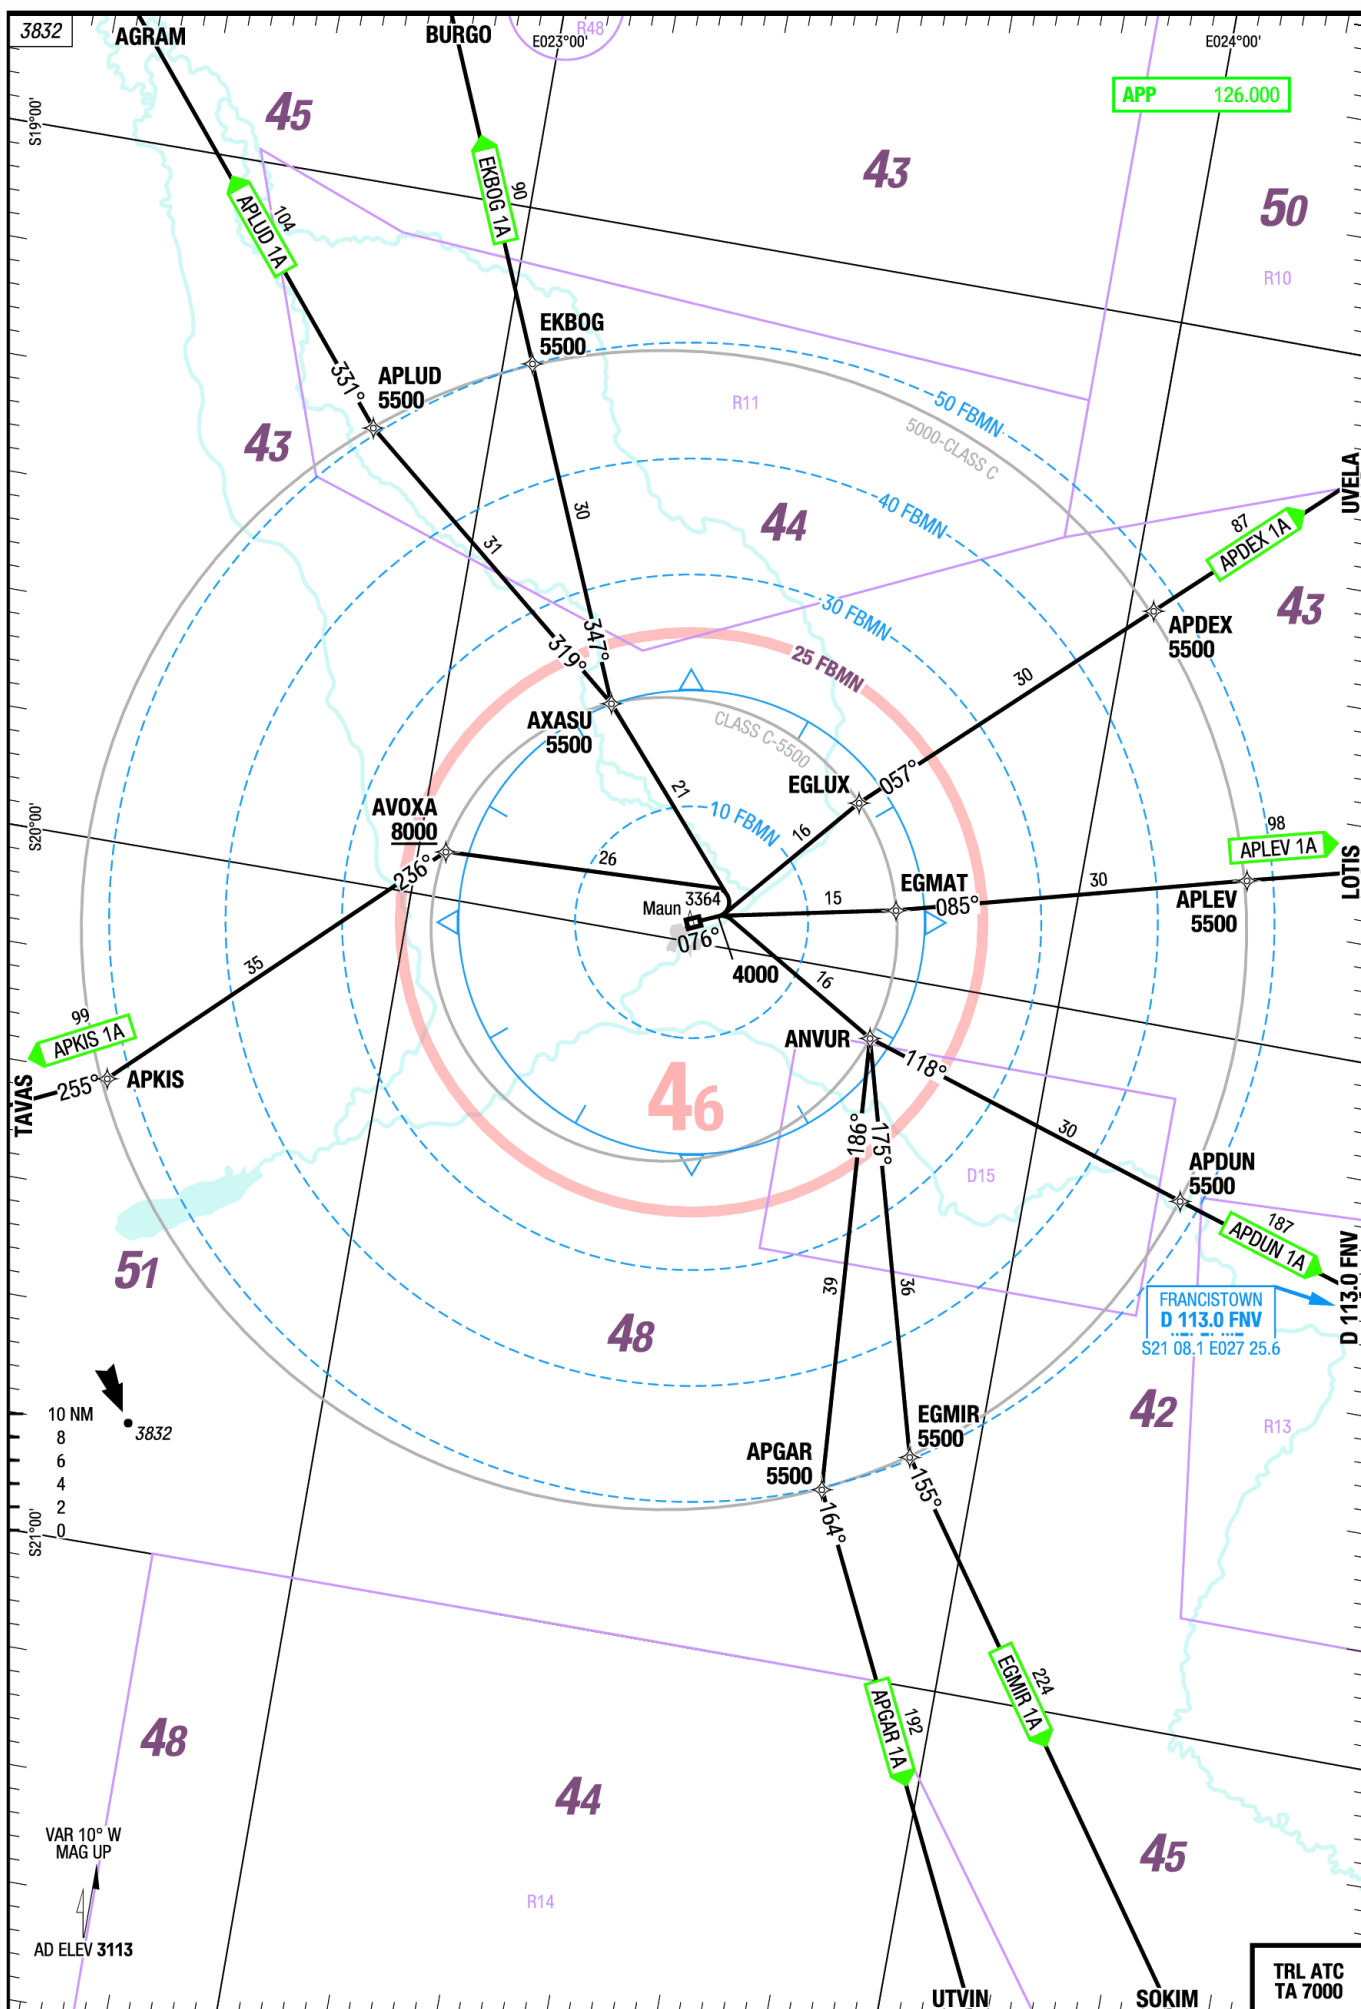 3832
AGRAM
BURGO
R48
E023°00'
E024°00'
APP 126.000
S19°00'
45
43
50
R10
EKBOG 1A
90
APLUD 1A
104
EKBOG
5500
APLUD
5500
331°
R11
50 FBMN
5000-CLASS C
43
40 FBMN
44
UVELA
87
APDEX 1A
30
31
43
30 FBMN
APDEX
5500
347°
319°
25 FBMN
30
AXASU
5500
CLASS C-5500
EGLUX
057°
21
AVOXA
8000
10 FBMN
16
S20°00'
98
APLEV 1A
LOTIS
236°
26
EGMAT
30
APLEV
5500
3364
Maun
15
085°
076°
4000
35
16
99
APKIS 1A
ANVUR
118°
TAVAS
255°
APKIS
46
186°
175°
30
D15
APDUN
5500
187
APDUN 1A
D 113.0 FNV
51
39
36
FRANCISTOWN
D 113.0 FNV
S21 08.1 E027 25.6
48
42
10 NM
8
6
4
2
0
3832
EGMIR
5500
R13
APGAR
5500
155°
164°
S21°00'
EGMIR 1A
224
APGAR 1A
192
48
44
45
VAR 10° W
MAG UP
R14
AD ELEV 3113
TRL ATC
TA 7000
UTVIN
SOKIM